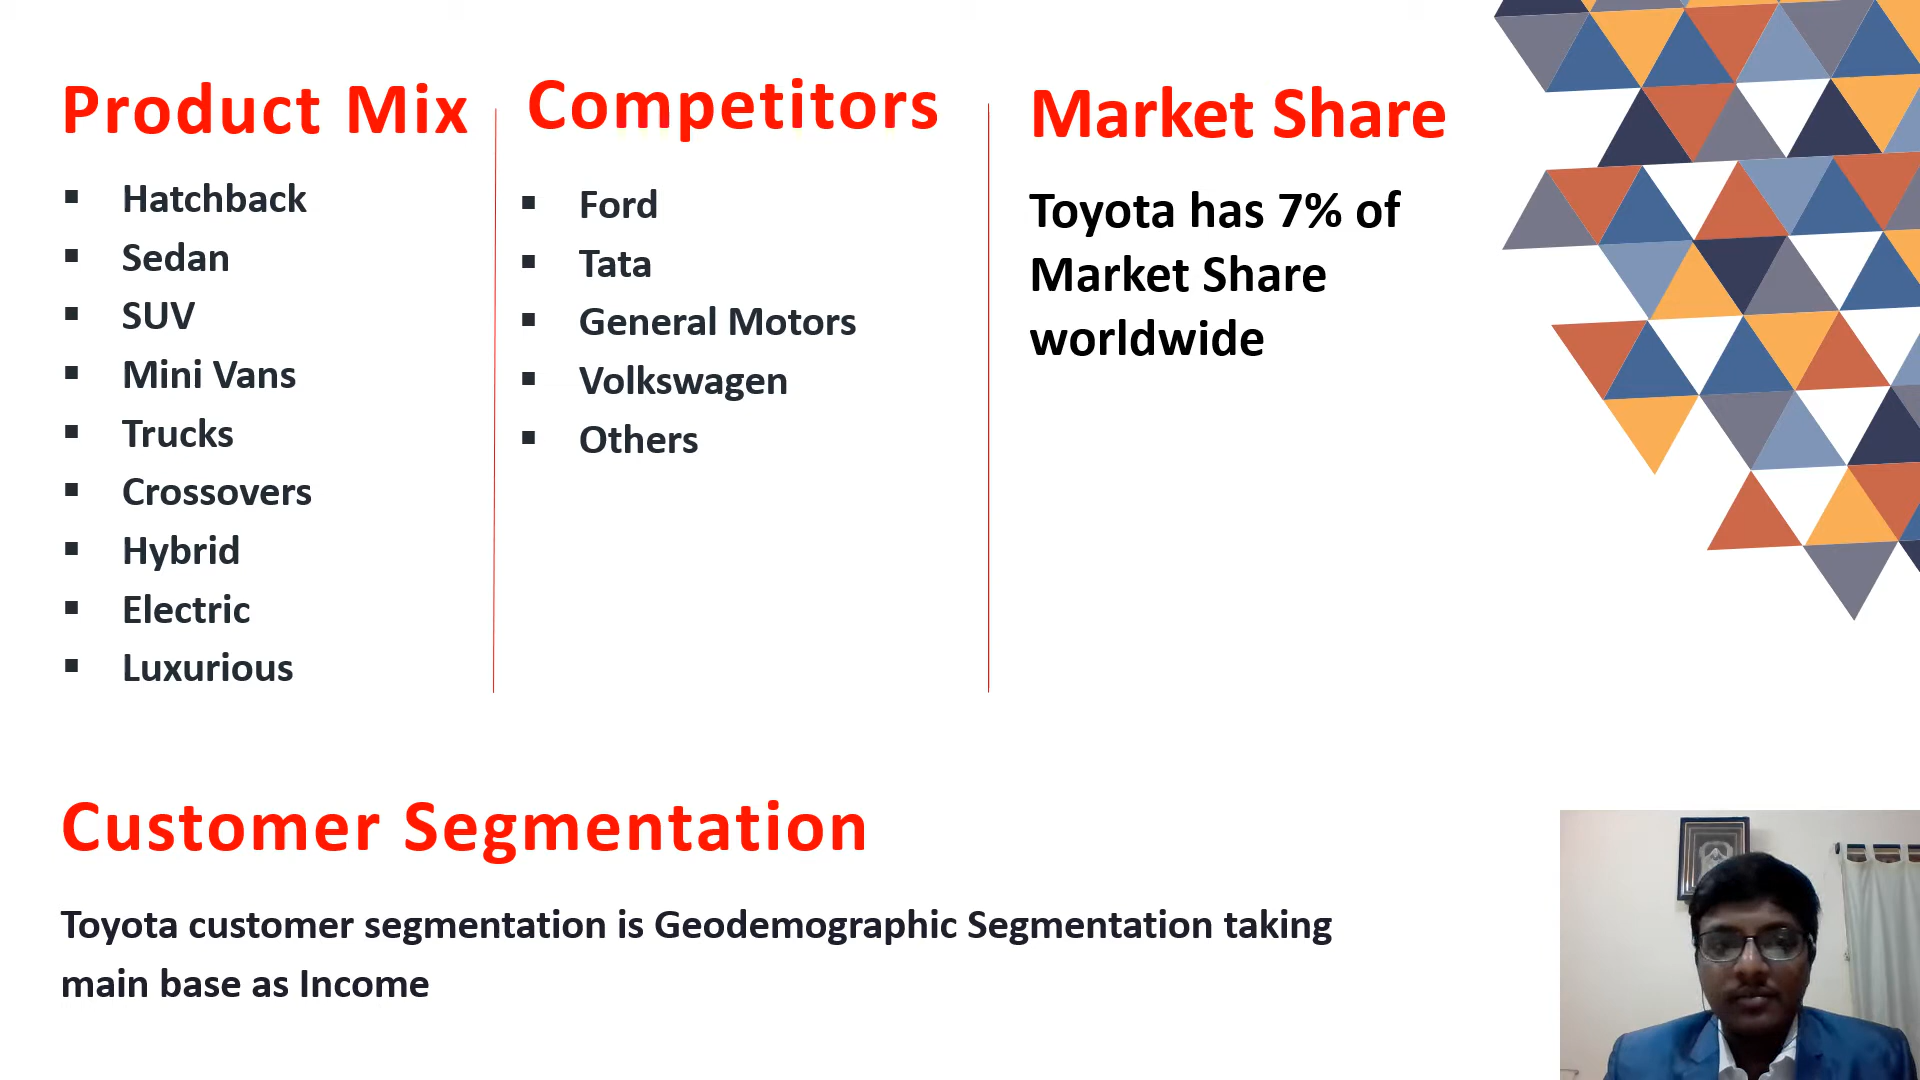 Product Mix
Hatchback
Sedan
SUV
Mini Vans
Trucks
Crossovers
Hybrid
Electric
Luxurious
Competitors
Ford
Tata
General Motors
Volkswagen
Others
Market Share
Toyota has 7% of
Market Share
worldwide
Customer Segmentation
Toyota customer segmentation is Geodemographic Segmentation taking
main base as Income